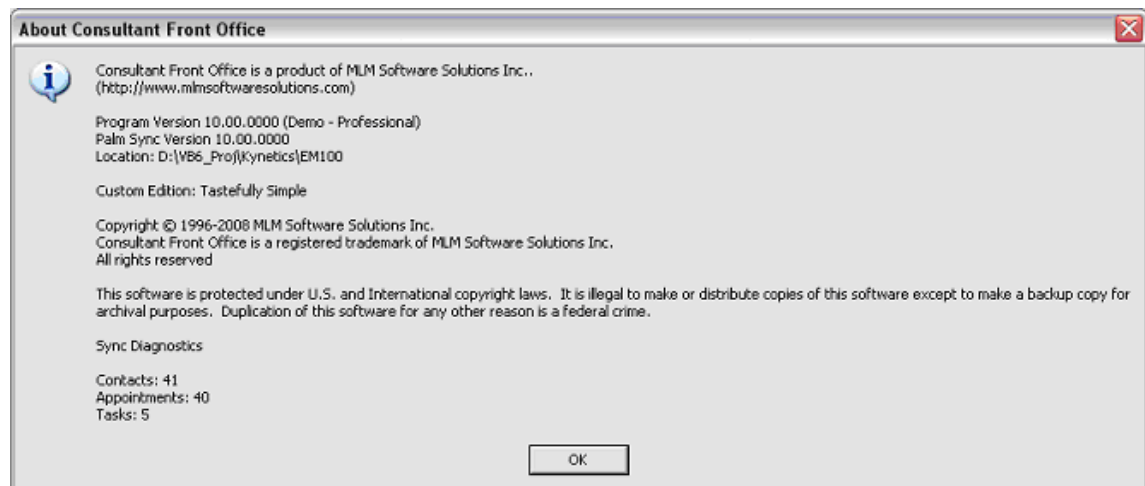 About Consultant Front Office
Consultant Front Office is a product of MLM Software Solutions Inc..
(http://www.mlmsoftwaresolutions.com)
Program Version 10.00.0000 (Demo - Professional)
Palm Sync Version 10.00.0000
Location: D:\VB6_Proj\Kynetics\EM100
Custom Edition: Tastefully Simple
Copyright © 1996-2008 MLM Software Solutions Inc.
Consultant Front Office is a registered trademark of MLM Software Solutions Inc.
All rights reserved
This software is protected under U.S. and International copyright laws.  It is illegal to make or distribute copies of this software except to make a backup copy for
archival purposes.  Duplication of this software for any other reason is a federal crime.
Sync Diagnostics
Contacts: 41
Appointments: 40
Tasks: 5
OK